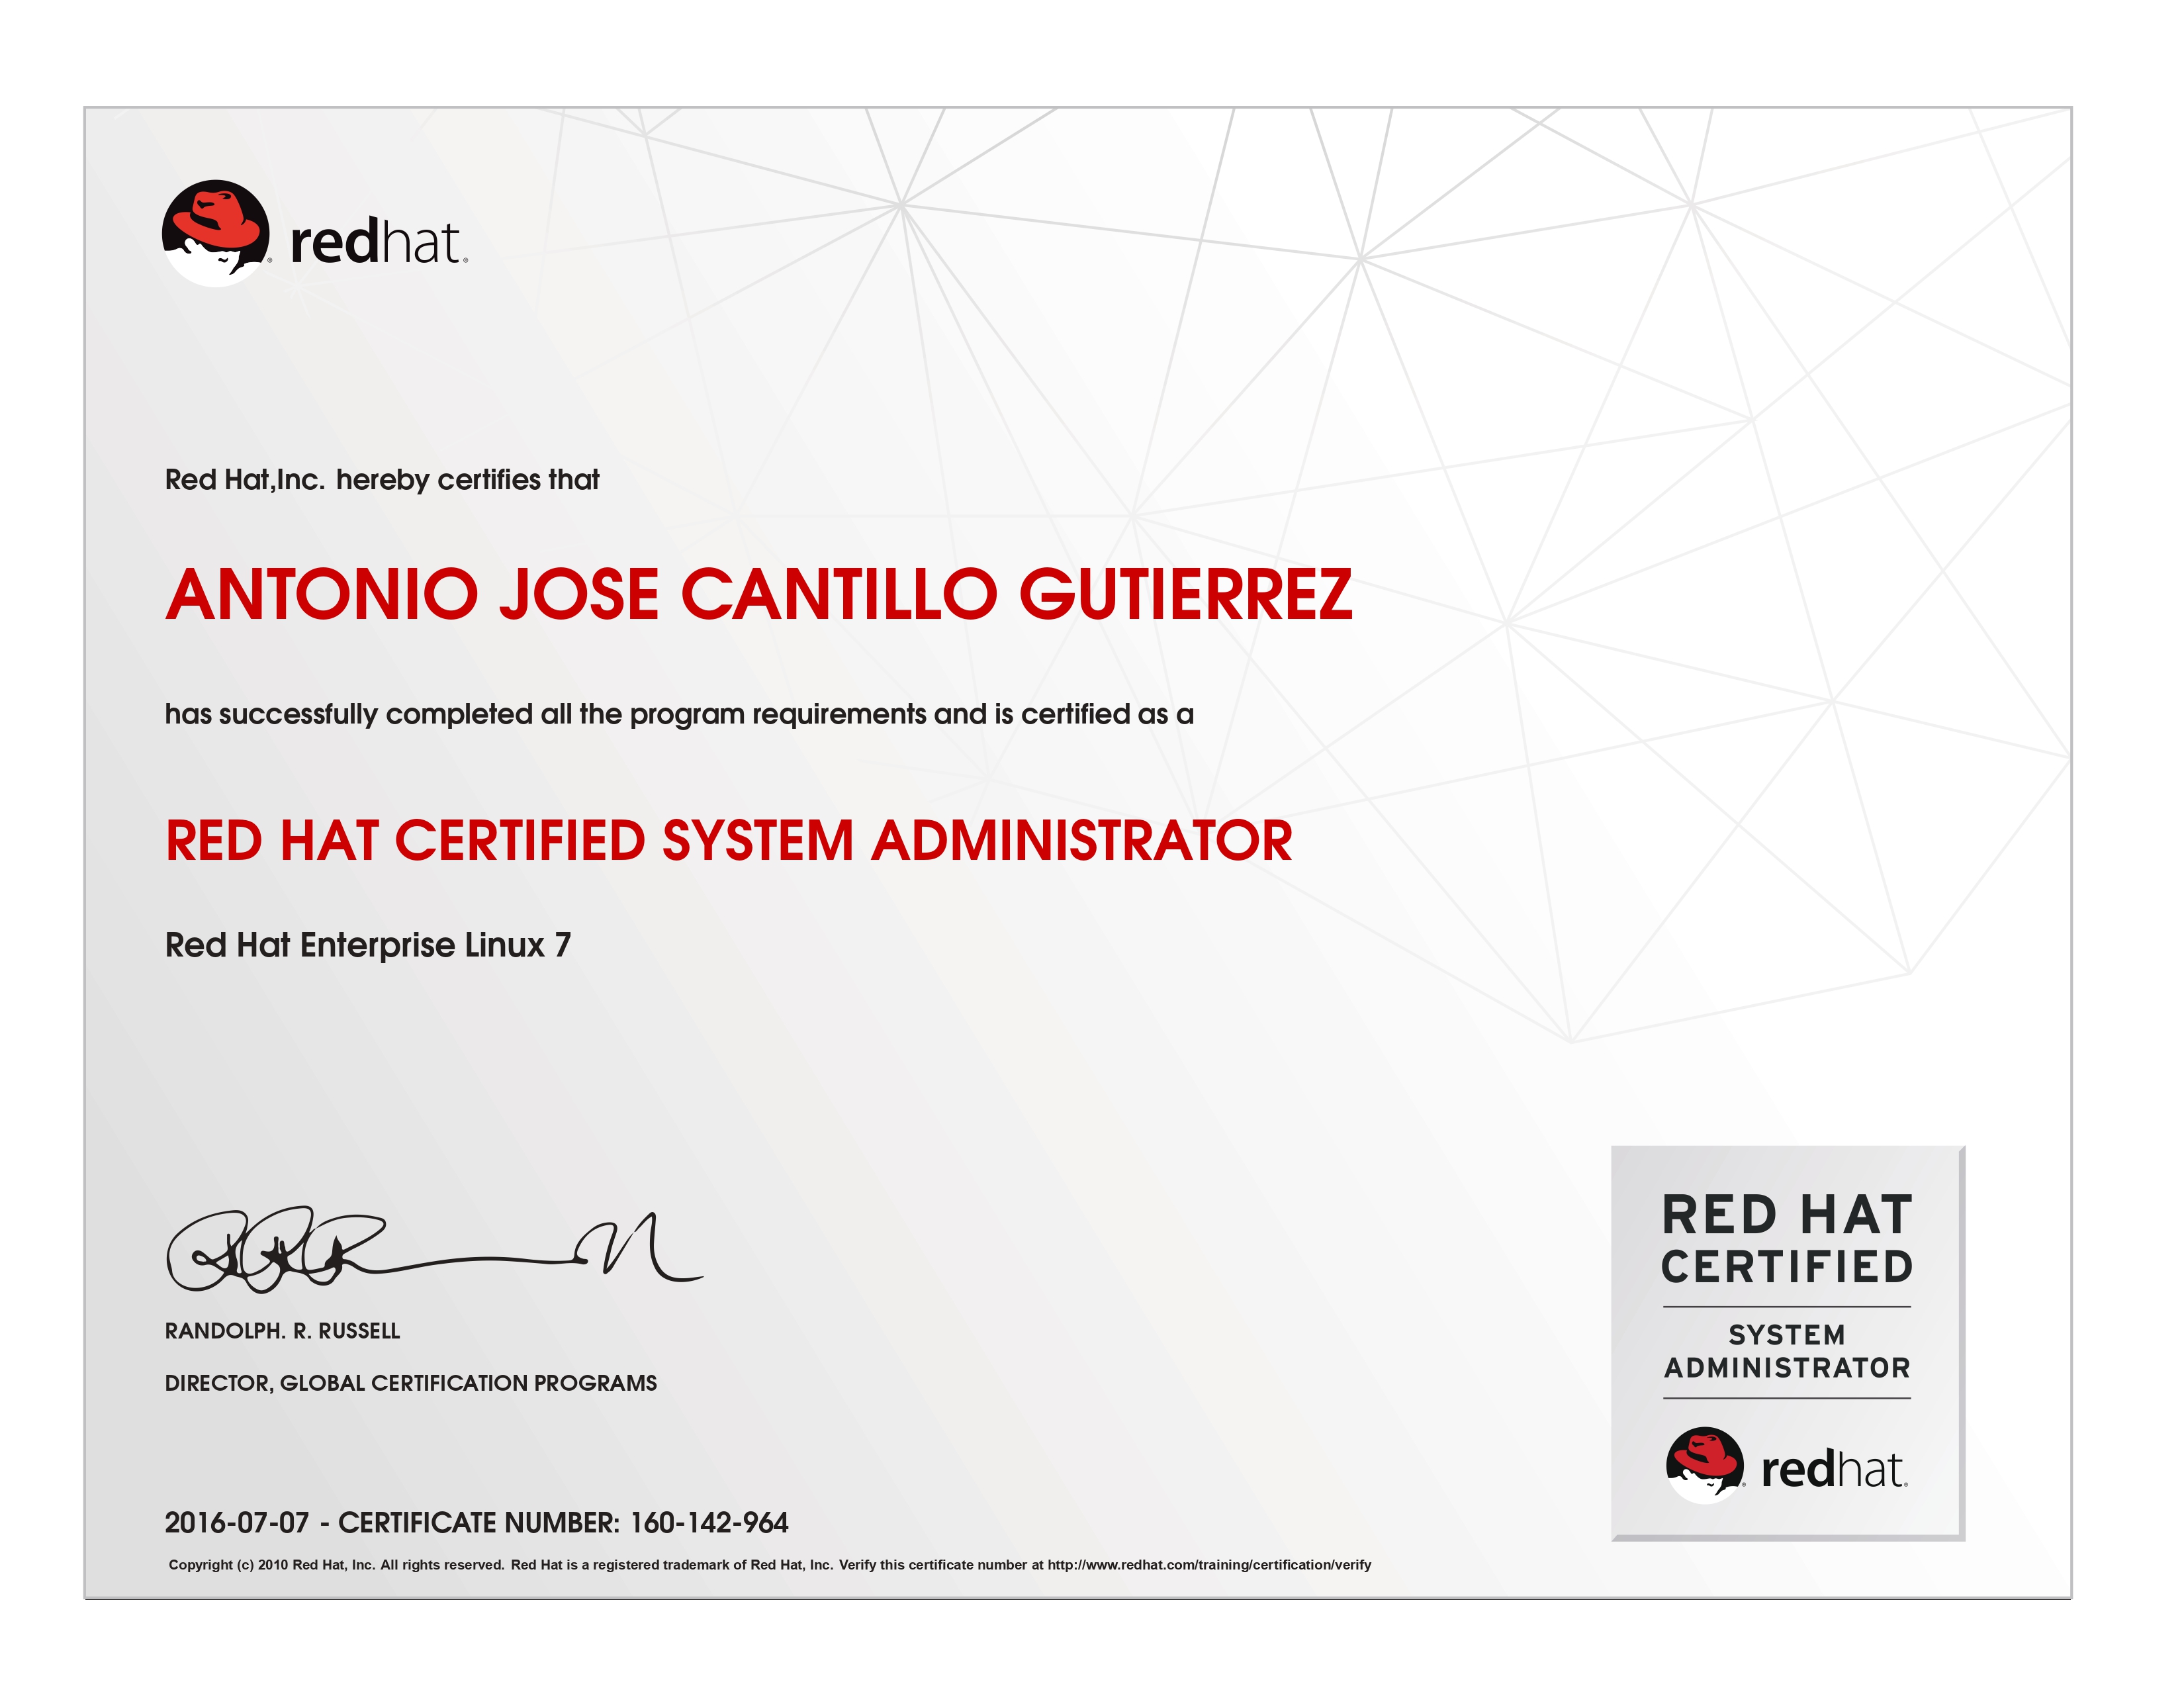 redhat®
Red Hat,Inc. hereby certifies that
ANTONIO JOSE CANTILLO GUTIERREZ
has successfully completed all the program requirements and is certified as a
RED HAT CERTIFIED SYSTEM ADMINISTRATOR
Red Hat Enterprise Linux 7
RANDOLPH. R. RUSSELL
DIRECTOR, GLOBAL CERTIFICATION PROGRAMS
2016-07-07 - CERTIFICATE NUMBER: 160-142-964
Copyright (c) 2010 Red Hat, Inc. All rights reserved. Red Hat is a registered trademark of Red Hat, Inc. Verify this certificate number at http://www.redhat.com/training/certification/verify
RED HAT
CERTIFIED
SYSTEM
ADMINISTRATOR
redhat®